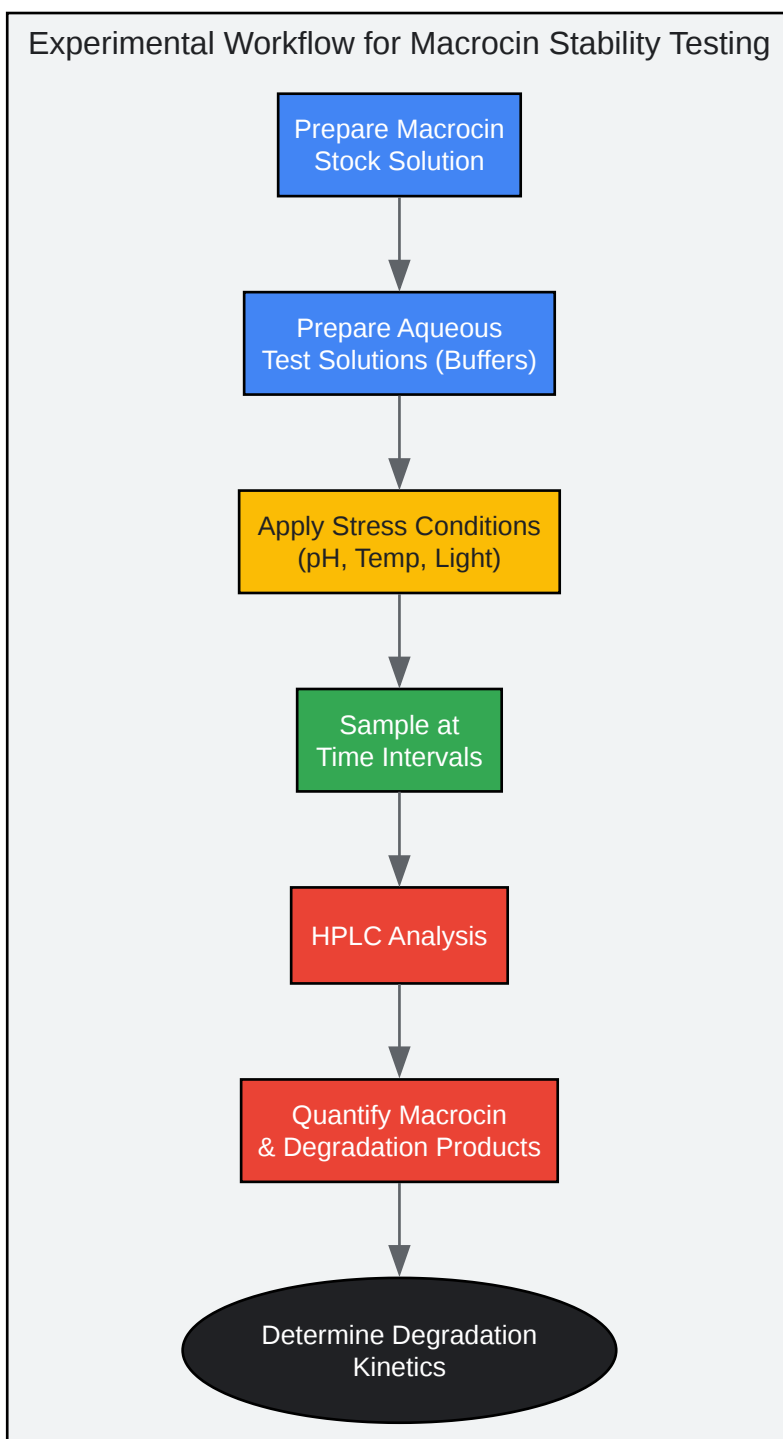 Experimental Workflow for Macrocin Stability Testing
Prepare Macrocin
Stock Solution
Prepare Aqueous
Test Solutions (Buffers)
Apply Stress Conditions
(pH, Temp, Light)
Sample at
Time Intervals
HPLC Analysis
Quantify Macrocin
& Degradation Products
Determine Degradation
Kinetics